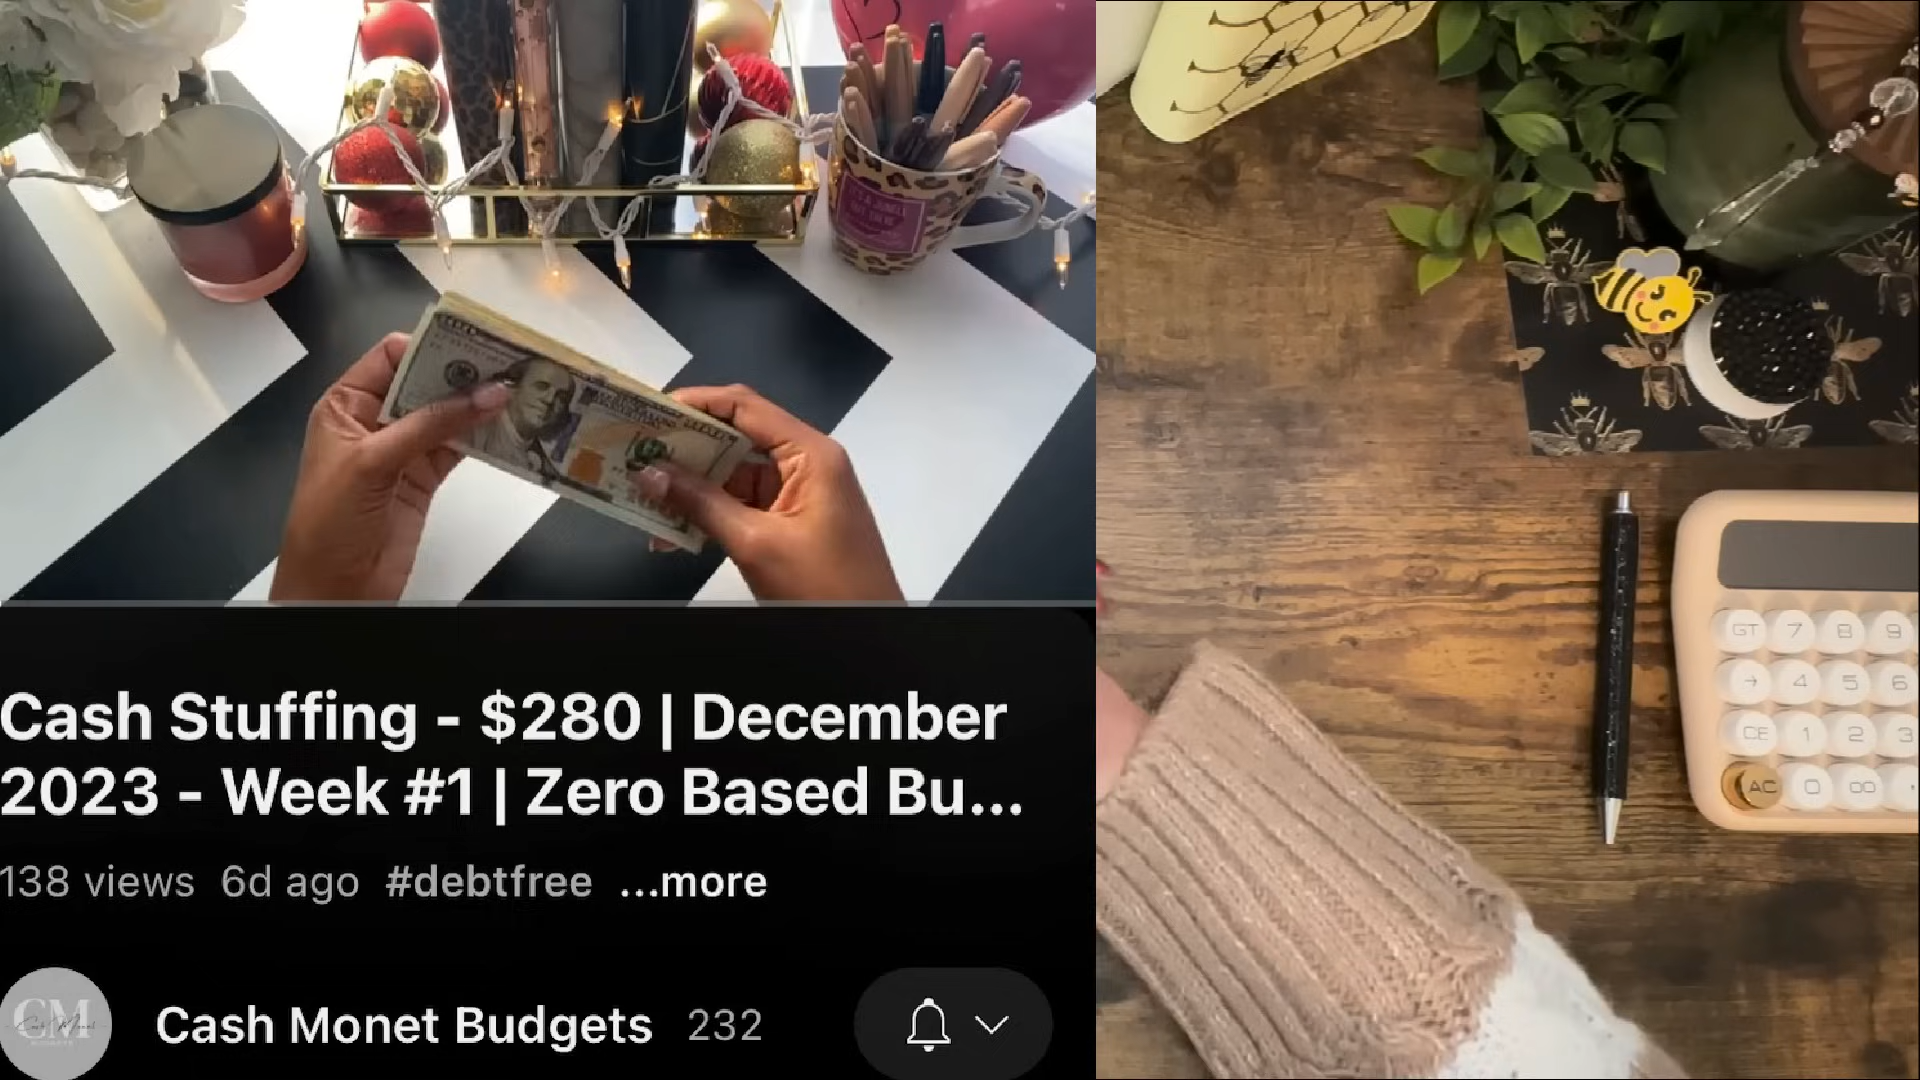 Cash Stuffing - $280 | December
2023 - Week #1 | Zero Based Bu...
138 views 6d ago #debtfree ...more
CM
Cash Monet Budgets 232
GT 7 8 9
→ 4 5 6
CE 1 2 3
AC 0 00 .